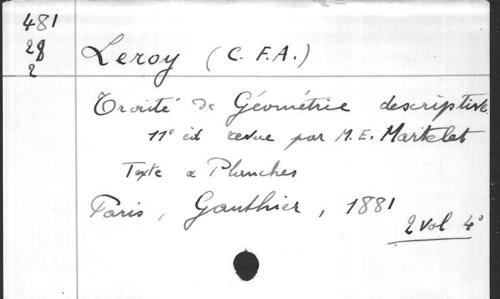 481
28
2
Leroy (C. F.A.)
Traité de Géométrie descriptive
11e éd revue par M. E. Martelet
Texte & Planches
Paris, Gauthier, 1881
2 vol 4°